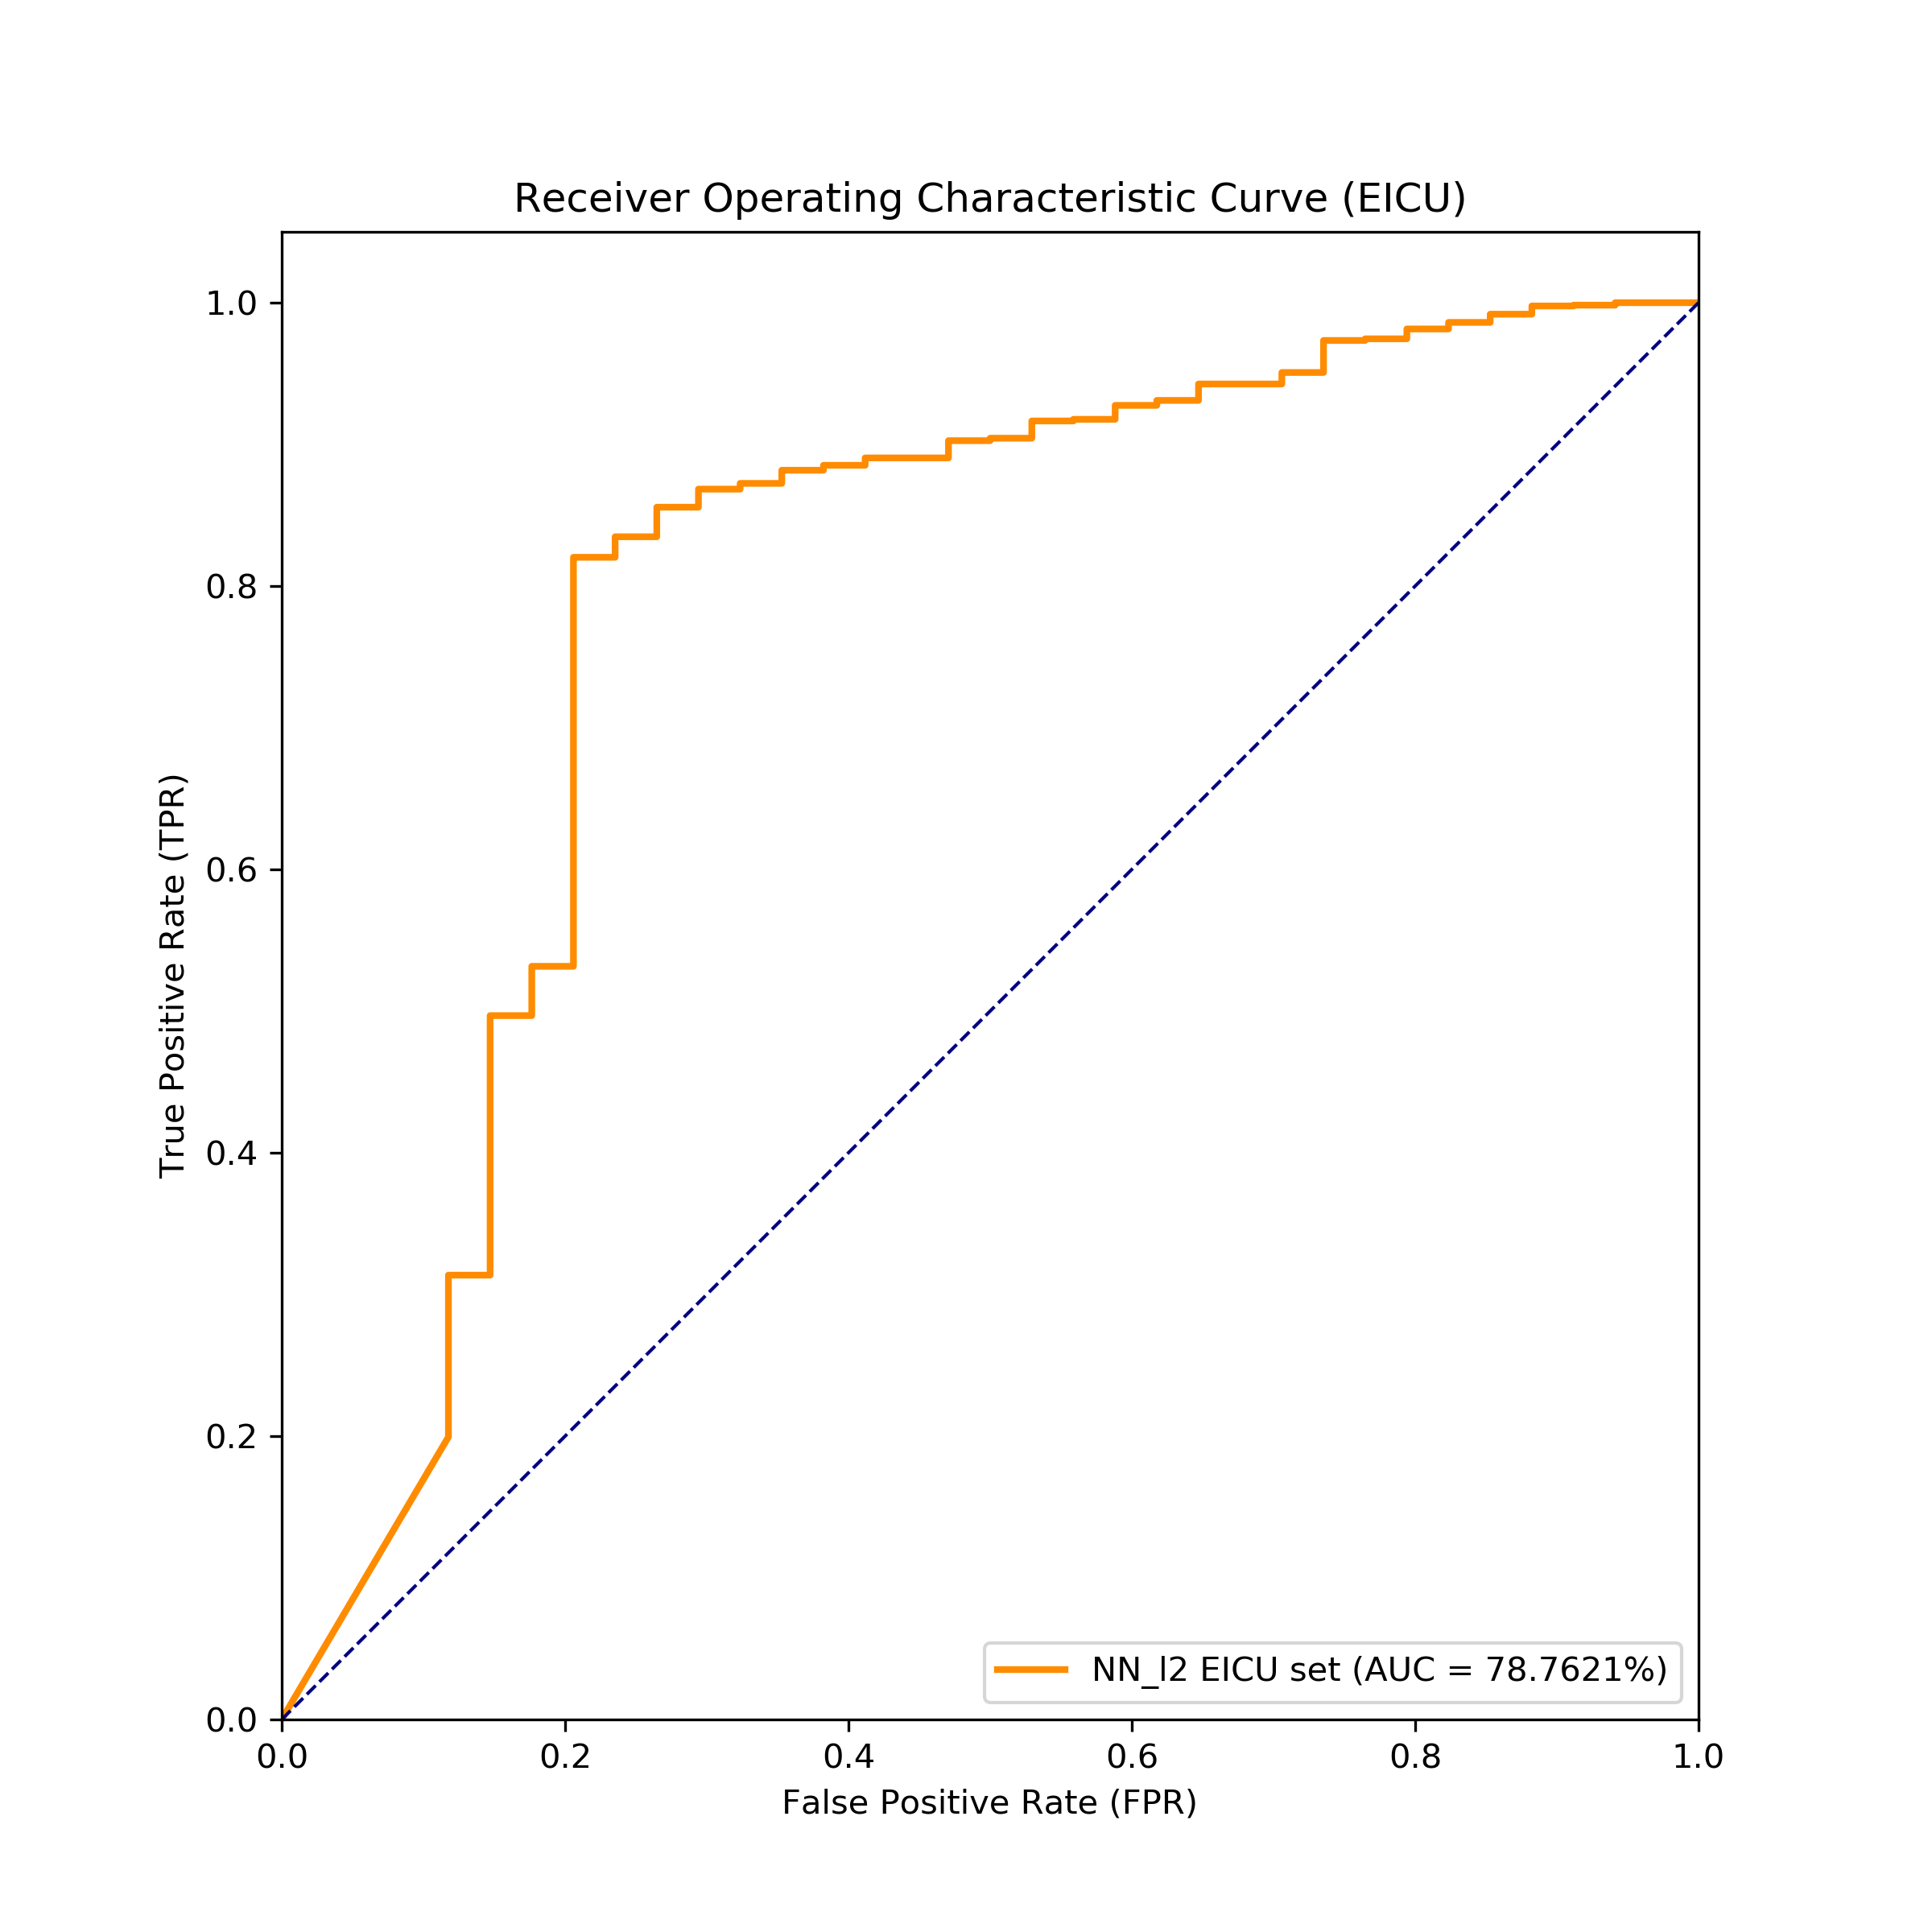 Receiver Operating Characteristic Curve (EICU)
1.0
0.8
0.6
0.4
0.2
0.0
True Positive Rate (TPR)
NN_l2 EICU set (AUC = 78.7621%)
0.0 0.2 0.4 0.6 0.8 1.0
False Positive Rate (FPR)